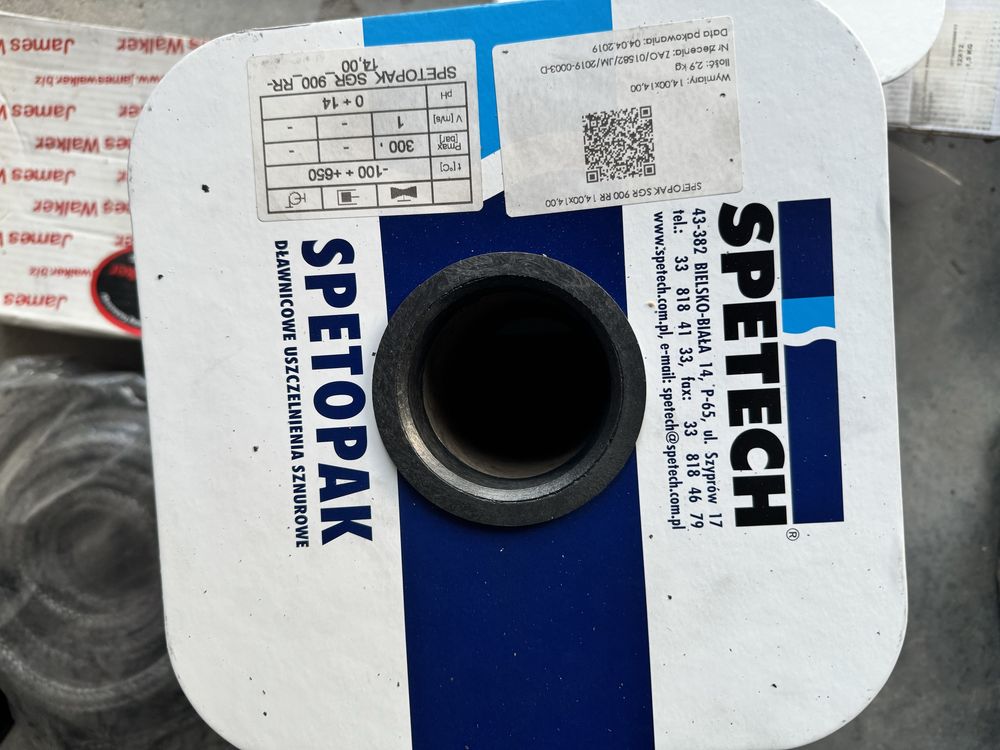 SPETECH
®
43-382 BIELSKO-BIAŁA 14, P-65, ul. Szyprów 17
tel.: 33 818 41 33, fax: 33 818 46 79
www.spetech.com.pl, e-mail: spetech@spetech.com.pl
SPETOPAK
DŁAWNICOWE USZCZELNIENIA SZNUROWE
SPETOPAK SGR 900 RR 14,00x14,00
Wymiary: 14,00x14,00
Ilość: 2,9 kg
Nr zlecenia: ZAO/01582/JM/2019-0003-D
Data pakowania: 04.04.2019
t [°C] -100 ÷ +650
Pmax [bar] 300 - -
V [m/s] 1 - -
pH 0 ÷ 14
SPETOPAK_SGR_900_RR-
14,00
James Walker
www.jameswalker.biz
James Walker
James Walker
James Walker
James
jameswalker.biz
James